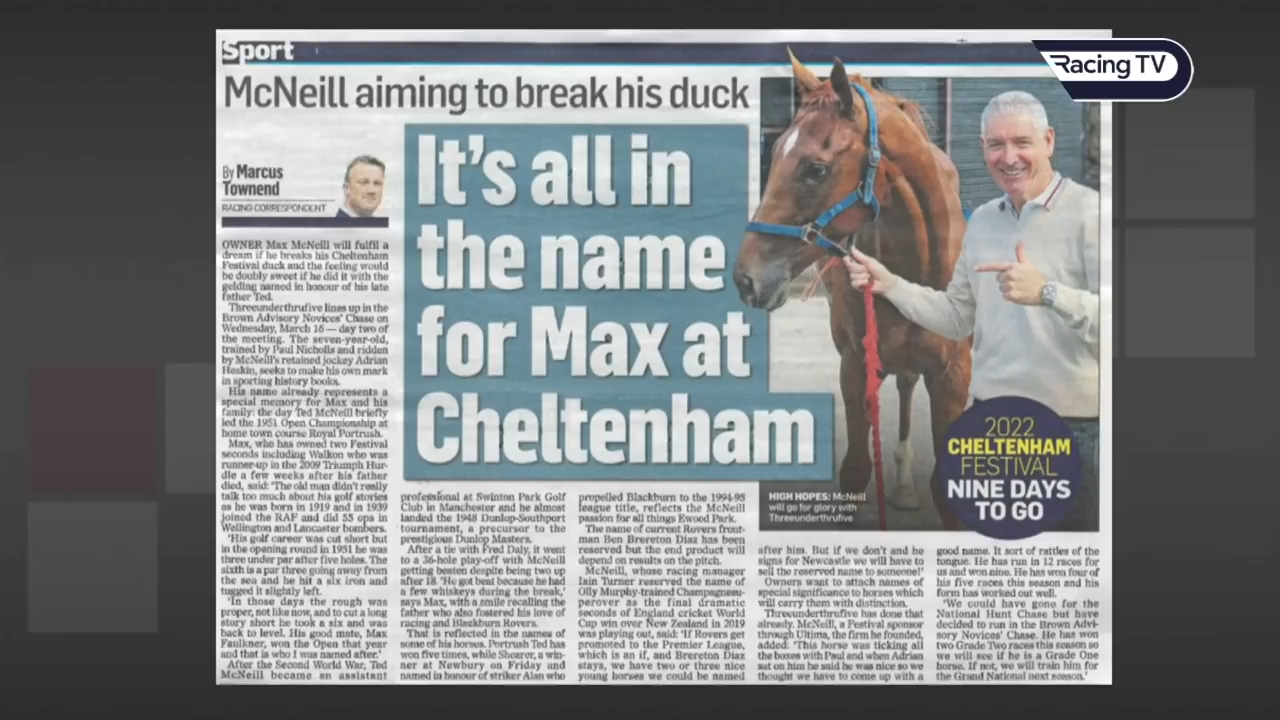 Sport
Racing TV
McNeill aiming to break his duck
By Marcus
Townend
RACING CORRESPONDENT
It's all in
the name
for Max at
Cheltenham
OWNER Max McNeill will fulfil a
dream if he breaks his Cheltenham
Festival duck and the feeling would
be doubly sweet if he did it with the
gelding named in honour of his late
father Ted.
Threeunderthrufive lines up in the
Brown Advisory Novices' Chase on
Wednesday, March 16 — day two of
the meeting. The seven-year-old,
trained by Paul Nicholls and ridden
by McNeill's retained jockey Adrian
Heskin, seeks to make his own mark
in sporting history books.
His name already represents a
special memory for Max and his
family: the day Ted McNeill briefly
led the 1951 Open Championship at
home town course Royal Portrush.
Max, who has owned two Festival
seconds including Walkon who was
runner-up in the 2009 Triumph Hur-
dle a few weeks after his father
died, said: 'The old man didn't really
talk too much about his golf stories
as he was born in 1919 and in 1939
joined the RAF and did 55 ops in
Wellington and Lancaster bombers.
'His golf career was cut short but
in the opening round in 1951 he was
three under par after five holes. The
sixth is a par three going away from
the sea and he hit a six iron and
tugged it slightly left.
'In those days the rough was
proper, not like now, and to cut a long
story short he took a six and was
back to level. His good mate, Max
Faulkner, won the Open that year
and that is who I was named after.'
After the Second World War, Ted
McNeill became an assistant
professional at Swinton Park Golf
Club in Manchester and he almost
landed the 1948 Dunlop-Southport
tournament, a precursor to the
prestigious Dunlop Masters.
After a tie with Fred Daly, it went
to a 36-hole play-off with McNeill
getting beaten despite being two up
after 18. 'He got beat because he had
a few whiskeys during the break,'
says Max, with a smile recalling the
father who also fostered his love of
racing and Blackburn Rovers.
That is reflected in the names of
some of his horses. Portrush Ted has
won five times, while Shearer, a win-
ner at Newbury on Friday and
named in honour of striker Alan who
propelled Blackburn to the 1994-95
league title, reflects the McNeill
passion for all things Ewood Park.
The name of current Rovers front-
man Ben Brereton Diaz has been
reserved but the end product will
depend on results on the pitch.
McNeill, whose racing manager
Iain Turner reserved the name of
Olly Murphy-trained Champagnesu-
perover as the final dramatic
seconds of England cricket World
Cup win over New Zealand in 2019
was playing out, said: 'If Rovers get
promoted to the Premier League,
which is an if, and Brereton Diaz
stays, we have two or three nice
young horses we could be named
after him. But if we don't and he
signs for Newcastle we will have to
sell the reserved name to someone!'
Owners want to attach names of
special significance to horses which
will carry them with distinction.
Threeunderthrufive has done that
already. McNeill, a Festival sponsor
through Ultima, the firm he founded,
added: 'This horse was ticking all
the boxes with Paul and when Adrian
sat on him he said he was nice so we
thought we have to come up with a
good name. It sort of rattles of the
tongue. He has run in 12 races for
us and won nine. He has won four of
his five races this season and his
form has worked out well.
'We could have gone for the
National Hunt Chase but have
decided to run in the Brown Advi-
sory Novices' Chase. He has won
two Grade Two races this season so
we will see if he is a Grade One
horse. If not, we will train him for
the Grand National next season.'
HIGH HOPES: McNeill
will go for glory with
Threeunderthrufive
2022
CHELTENHAM
FESTIVAL
NINE DAYS
TO GO